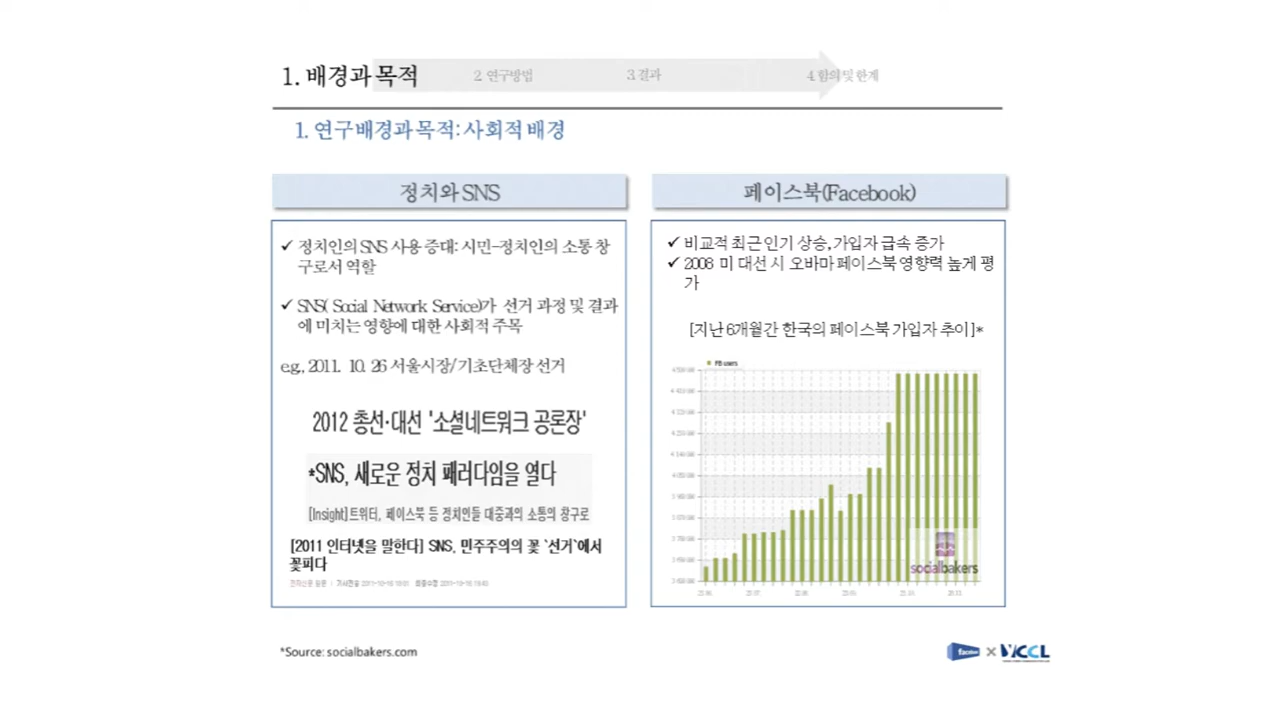 1. 배경과 목적
2. 연구방법
3.결과
4.함의 및 한계
1. 연구 배경과 목적: 사회적 배경
정치와 SNS
✓ 정치인의 SNS 사용 증대: 시민-정치인의 소통 창
구로서 역할
✓ SNS( Social Network Service)가 선거 과정 및 결과
에 미치는 영향에 대한 사회적 주목
e.g., 2011. 10. 26 서울시장/기초단체장 선거
2012 총선·대선 '소셜네트워크 공론장'
*SNS, 새로운 정치 패러다임을 열다
[Insight]트위터, 페이스북 등 정치인들 대중과의 소통의 창구로
[2011 인터넷을 말한다] SNS, 민주주의의 꽃 `선거`에서
꽃피다
페이스북(Facebook)
✓ 비교적 최근 인기 상승, 가입자 급속 증가
✓ 2008 미 대선 시 오바마 페이스북 영향력 높게 평
가
[지난 6개월간 한국의 페이스북 가입자 추이]*
FB users
socialbakers
*Source: socialbakers.com
× WCCL